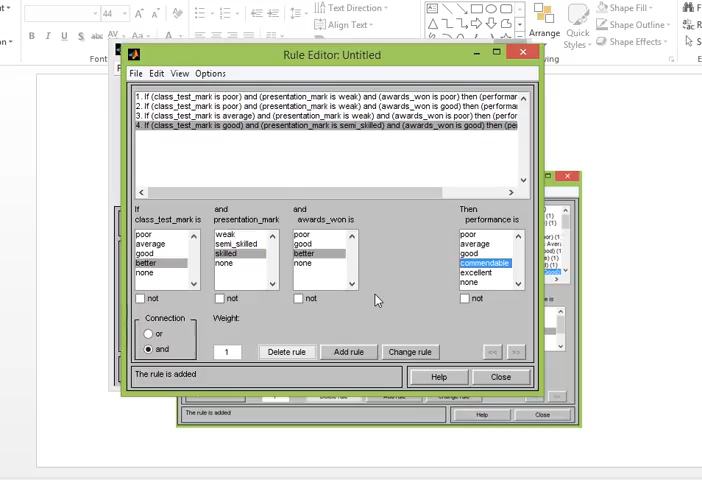 44
Text Direction
Align Text
Arrange
Quick
Styles
Shape Fill
Shape Outline
Shape Effects
Font
Rule Editor: Untitled
File Edit View Options
1. If (class_test_mark is poor) and (presentation_mark is weak) and (awards_won is poor) then (performar
2. If (class_test_mark is poor) and (presentation_mark is weak) and (awards_won is good) then (performa
3. If (class_test_mark is average) and (presentation_mark is weak) and (awards_won is poor) then (perfor
4. If (class_test_mark is good) and (presentation_mark is semi_skilled) and (awards_won is good) then (pe
If and and Then
class_test_mark is presentation_mark awards_won is performance is
poor weak poor poor
average semi_skilled good average
good skilled better good
better none none commendable
none excellent
none
not not not not
Connection Weight:
or
and 1 Delete rule Add rule Change rule << >>
The rule is added Help Close
The rule is added Help Close